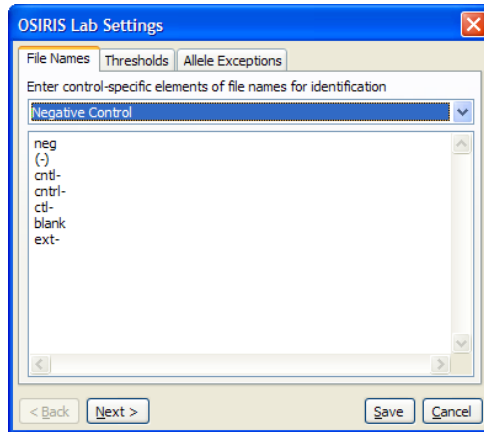 OSIRIS Lab Settings
File Names Thresholds Allele Exceptions
Enter control-specific elements of file names for identification
Negative Control
neg
(-)
cntl-
cntrl-
ctl-
blank
ext-
< Back Next > Save Cancel